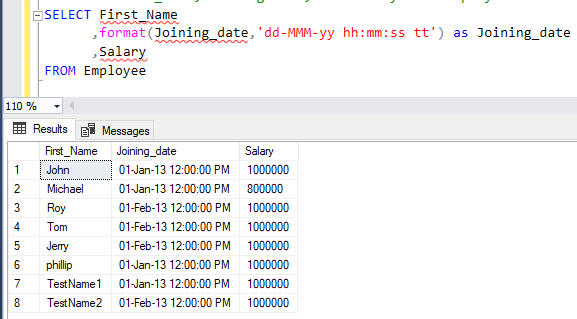 SELECT First_Name
,format(Joining_date,'dd-MMM-yy hh:mm:ss tt') as Joining_date
,Salary
FROM Employee
110 %
Results Messages
First_Name Joining_date Salary
1 John 01-Jan-13 12:00:00 PM 1000000
2 Michael 01-Jan-13 12:00:00 PM 800000
3 Roy 01-Feb-13 12:00:00 PM 1000000
4 Tom 01-Feb-13 12:00:00 PM 1000000
5 Jerry 01-Feb-13 12:00:00 PM 1000000
6 phillip 01-Jan-13 12:00:00 PM 1000000
7 TestName1 01-Jan-13 12:00:00 PM 1000000
8 TestName2 01-Feb-13 12:00:00 PM 1000000